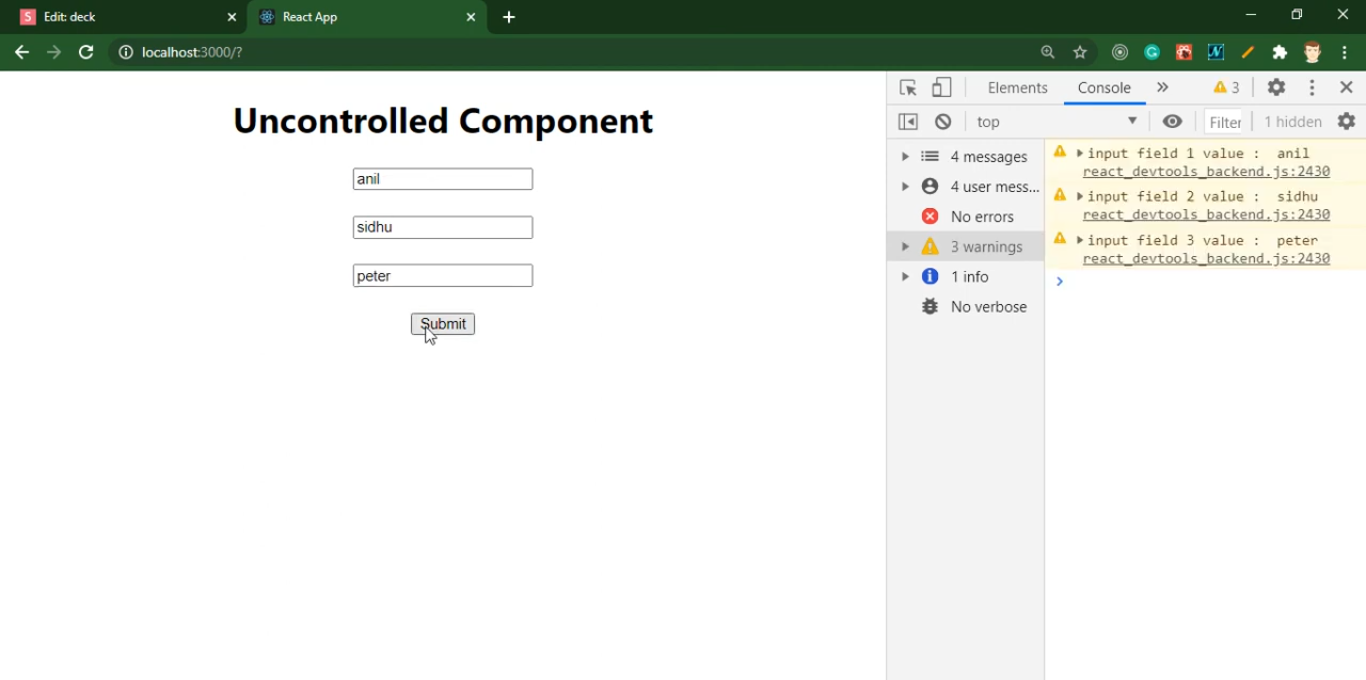 Edit: deck
React App
localhost:3000/?
Uncontrolled Component
anil
sidhu
peter
Submit
Elements
Console
3
top
Filter
1 hidden
4 messages
4 user mess...
No errors
3 warnings
1 info
No verbose
input field 1 value : anil
react_devtools_backend.js:2430
input field 2 value : sidhu
react_devtools_backend.js:2430
input field 3 value : peter
react_devtools_backend.js:2430